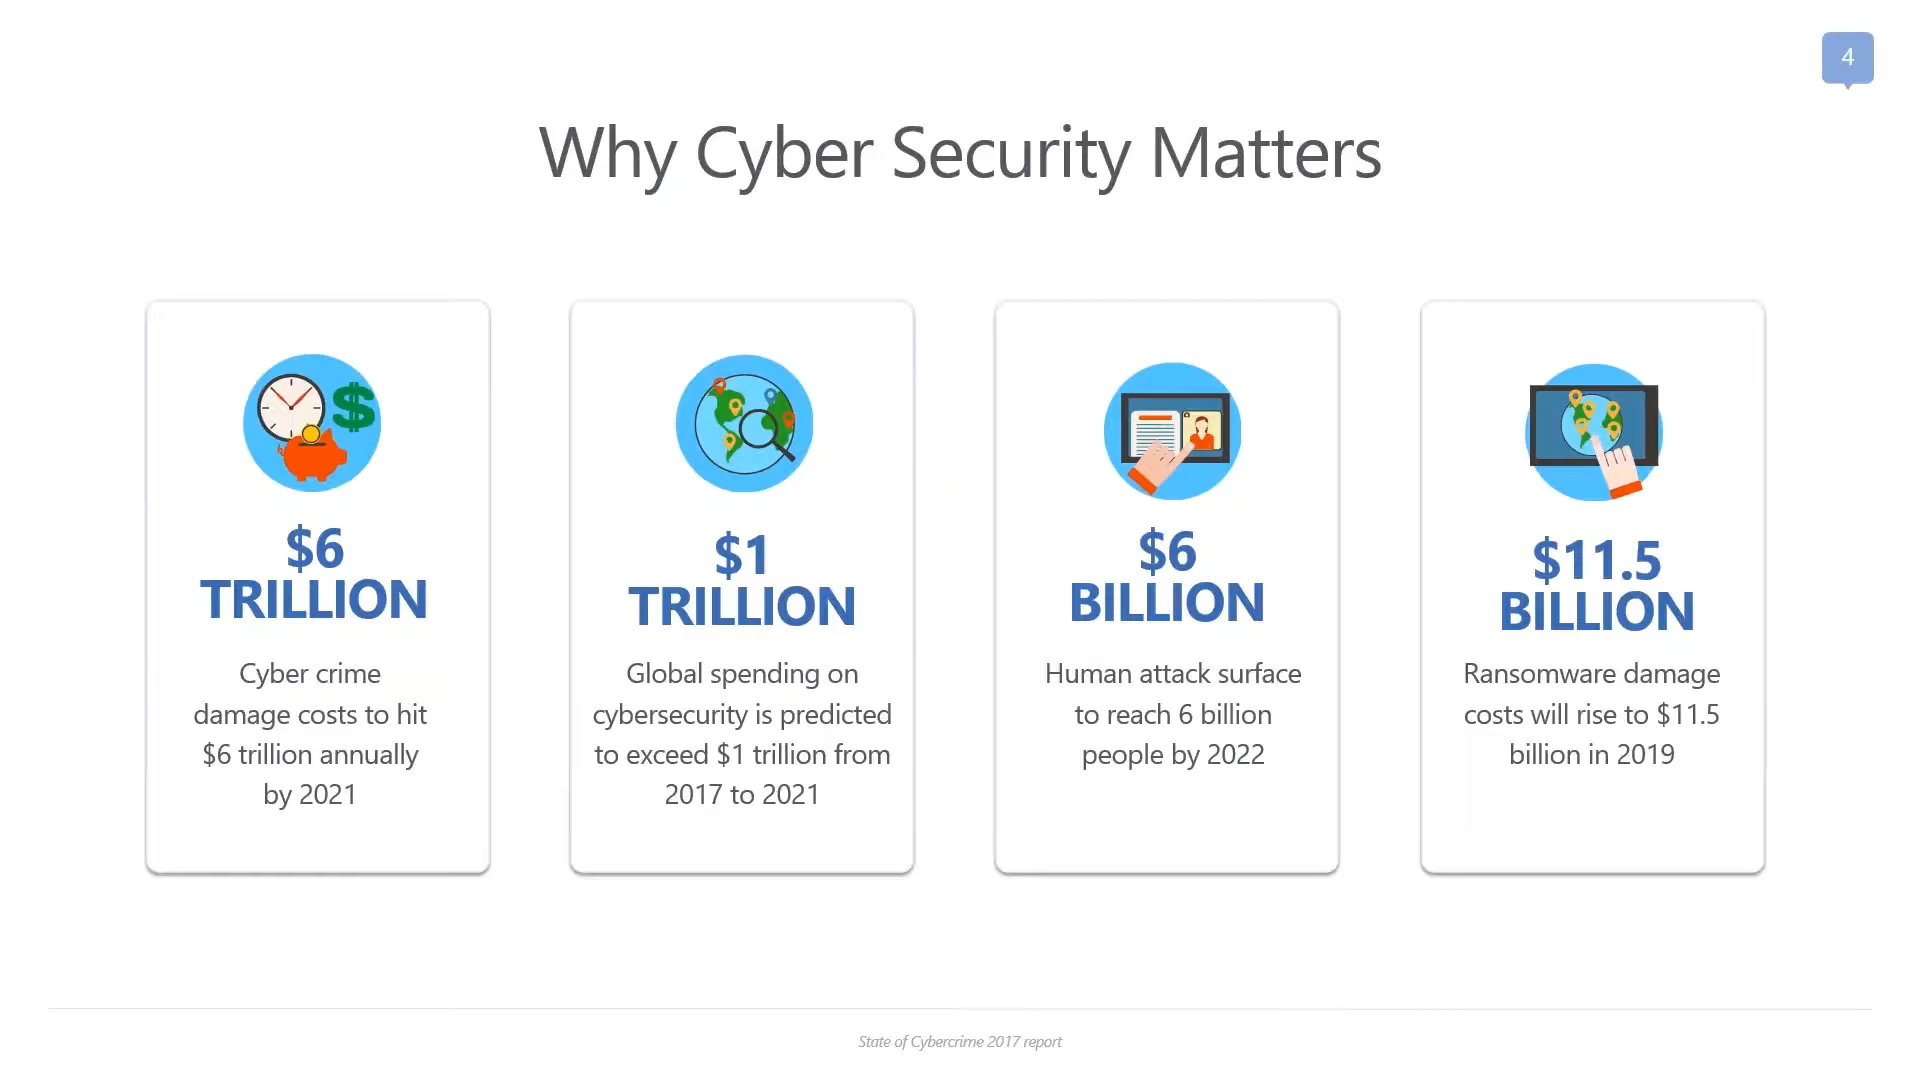 4
Why Cyber Security Matters
$6
TRILLION
Cyber crime
damage costs to hit
$6 trillion annually
by 2021
$1
TRILLION
Global spending on
cybersecurity is predicted
to exceed $1 trillion from
2017 to 2021
$6
BILLION
Human attack surface
to reach 6 billion
people by 2022
$11.5
BILLION
Ransomware damage
costs will rise to $11.5
billion in 2019
State of Cybercrime 2017 report